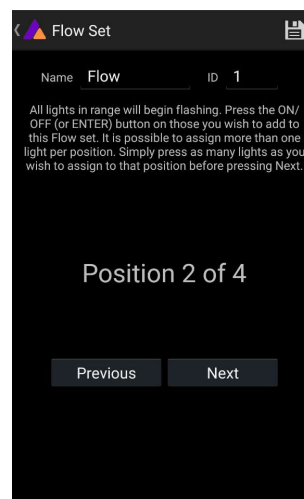 Flow Set
Name Flow ID 1
All lights in range will begin flashing. Press the ON/
OFF (or ENTER) button on those you wish to add to
this Flow set. It is possible to assign more than one
light per position. Simply press as many lights as you
wish to assign to that position before pressing Next.
Position 2 of 4
Previous Next